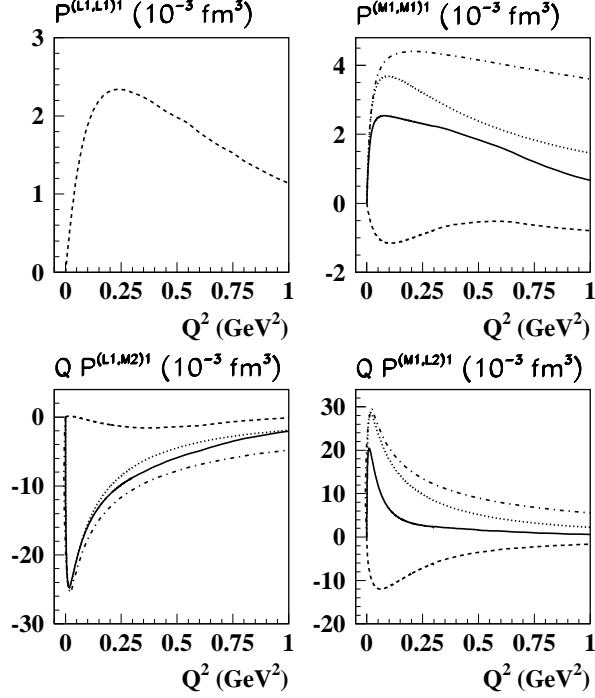 P^(L1,L1)1 (10^-3 fm^3)
3
2
1
0
0 0.25 0.5 0.75 1
Q^2 (GeV^2)
P^(M1,M1)1 (10^-3 fm^3)
4
2
0
-2
0 0.25 0.5 0.75 1
Q^2 (GeV^2)
Q P^(L1,M2)1 (10^-3 fm^3)
0
-10
-20
-30
0 0.25 0.5 0.75 1
Q^2 (GeV^2)
Q P^(M1,L2)1 (10^-3 fm^3)
30
20
10
0
-10
-20
0 0.25 0.5 0.75 1
Q^2 (GeV^2)